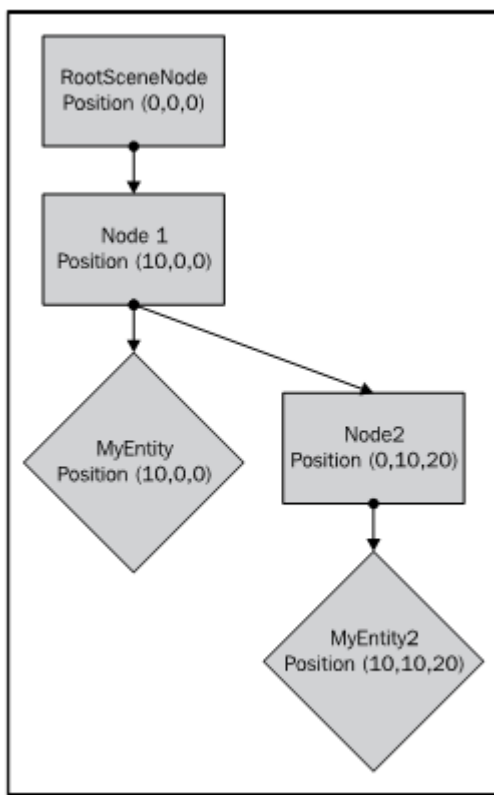 RootSceneNode
Position (0,0,0)
Node 1
Position (10,0,0)
MyEntity
Position (10,0,0)
Node2
Position (0,10,20)
MyEntity2
Position (10,10,20)